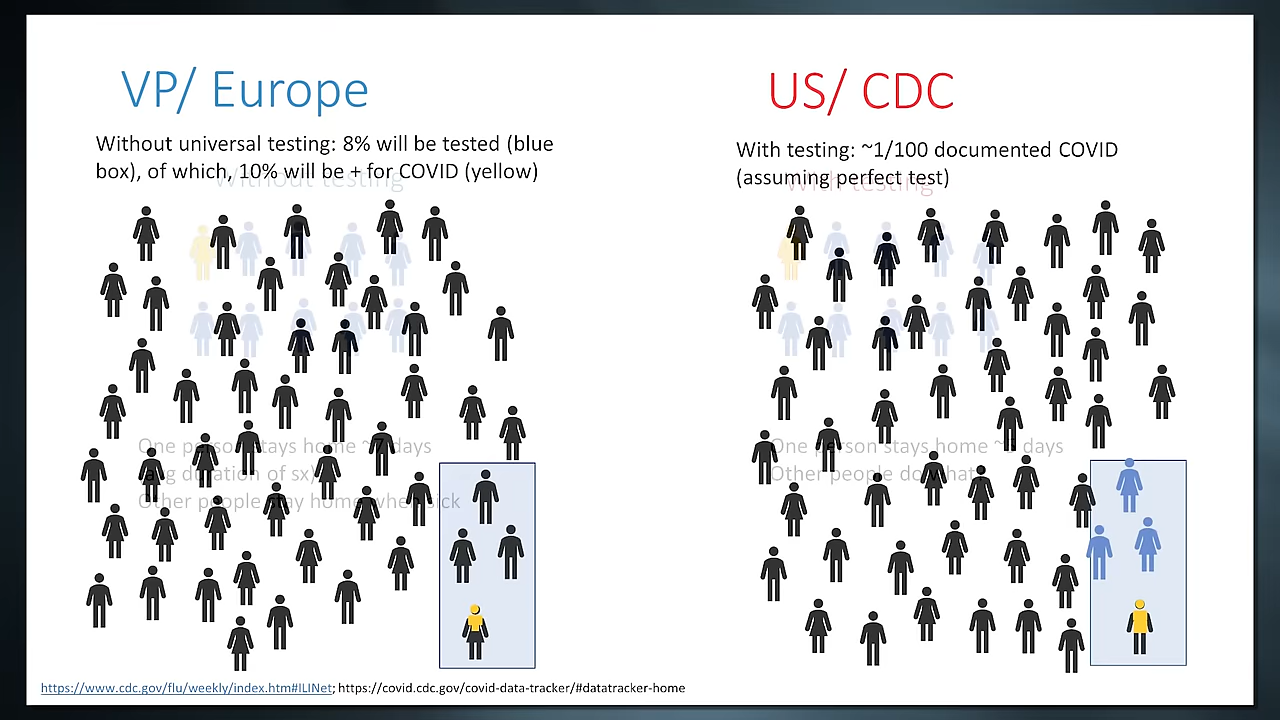 VP/ Europe
Without universal testing: 8% will be tested (blue
box), of which, 10% will be + for COVID (yellow)
Without testing
One person stays home ~7 days
duration of sx)
Other people stay home when sick
US/ CDC
With testing: ~1/100 documented COVID
(assuming perfect test)
With testing
One person stays home ~ days
Other people do what
https://www.cdc.gov/flu/weekly/index.htm#ILINet; https://covid.cdc.gov/covid-data-tracker/#datatracker-home